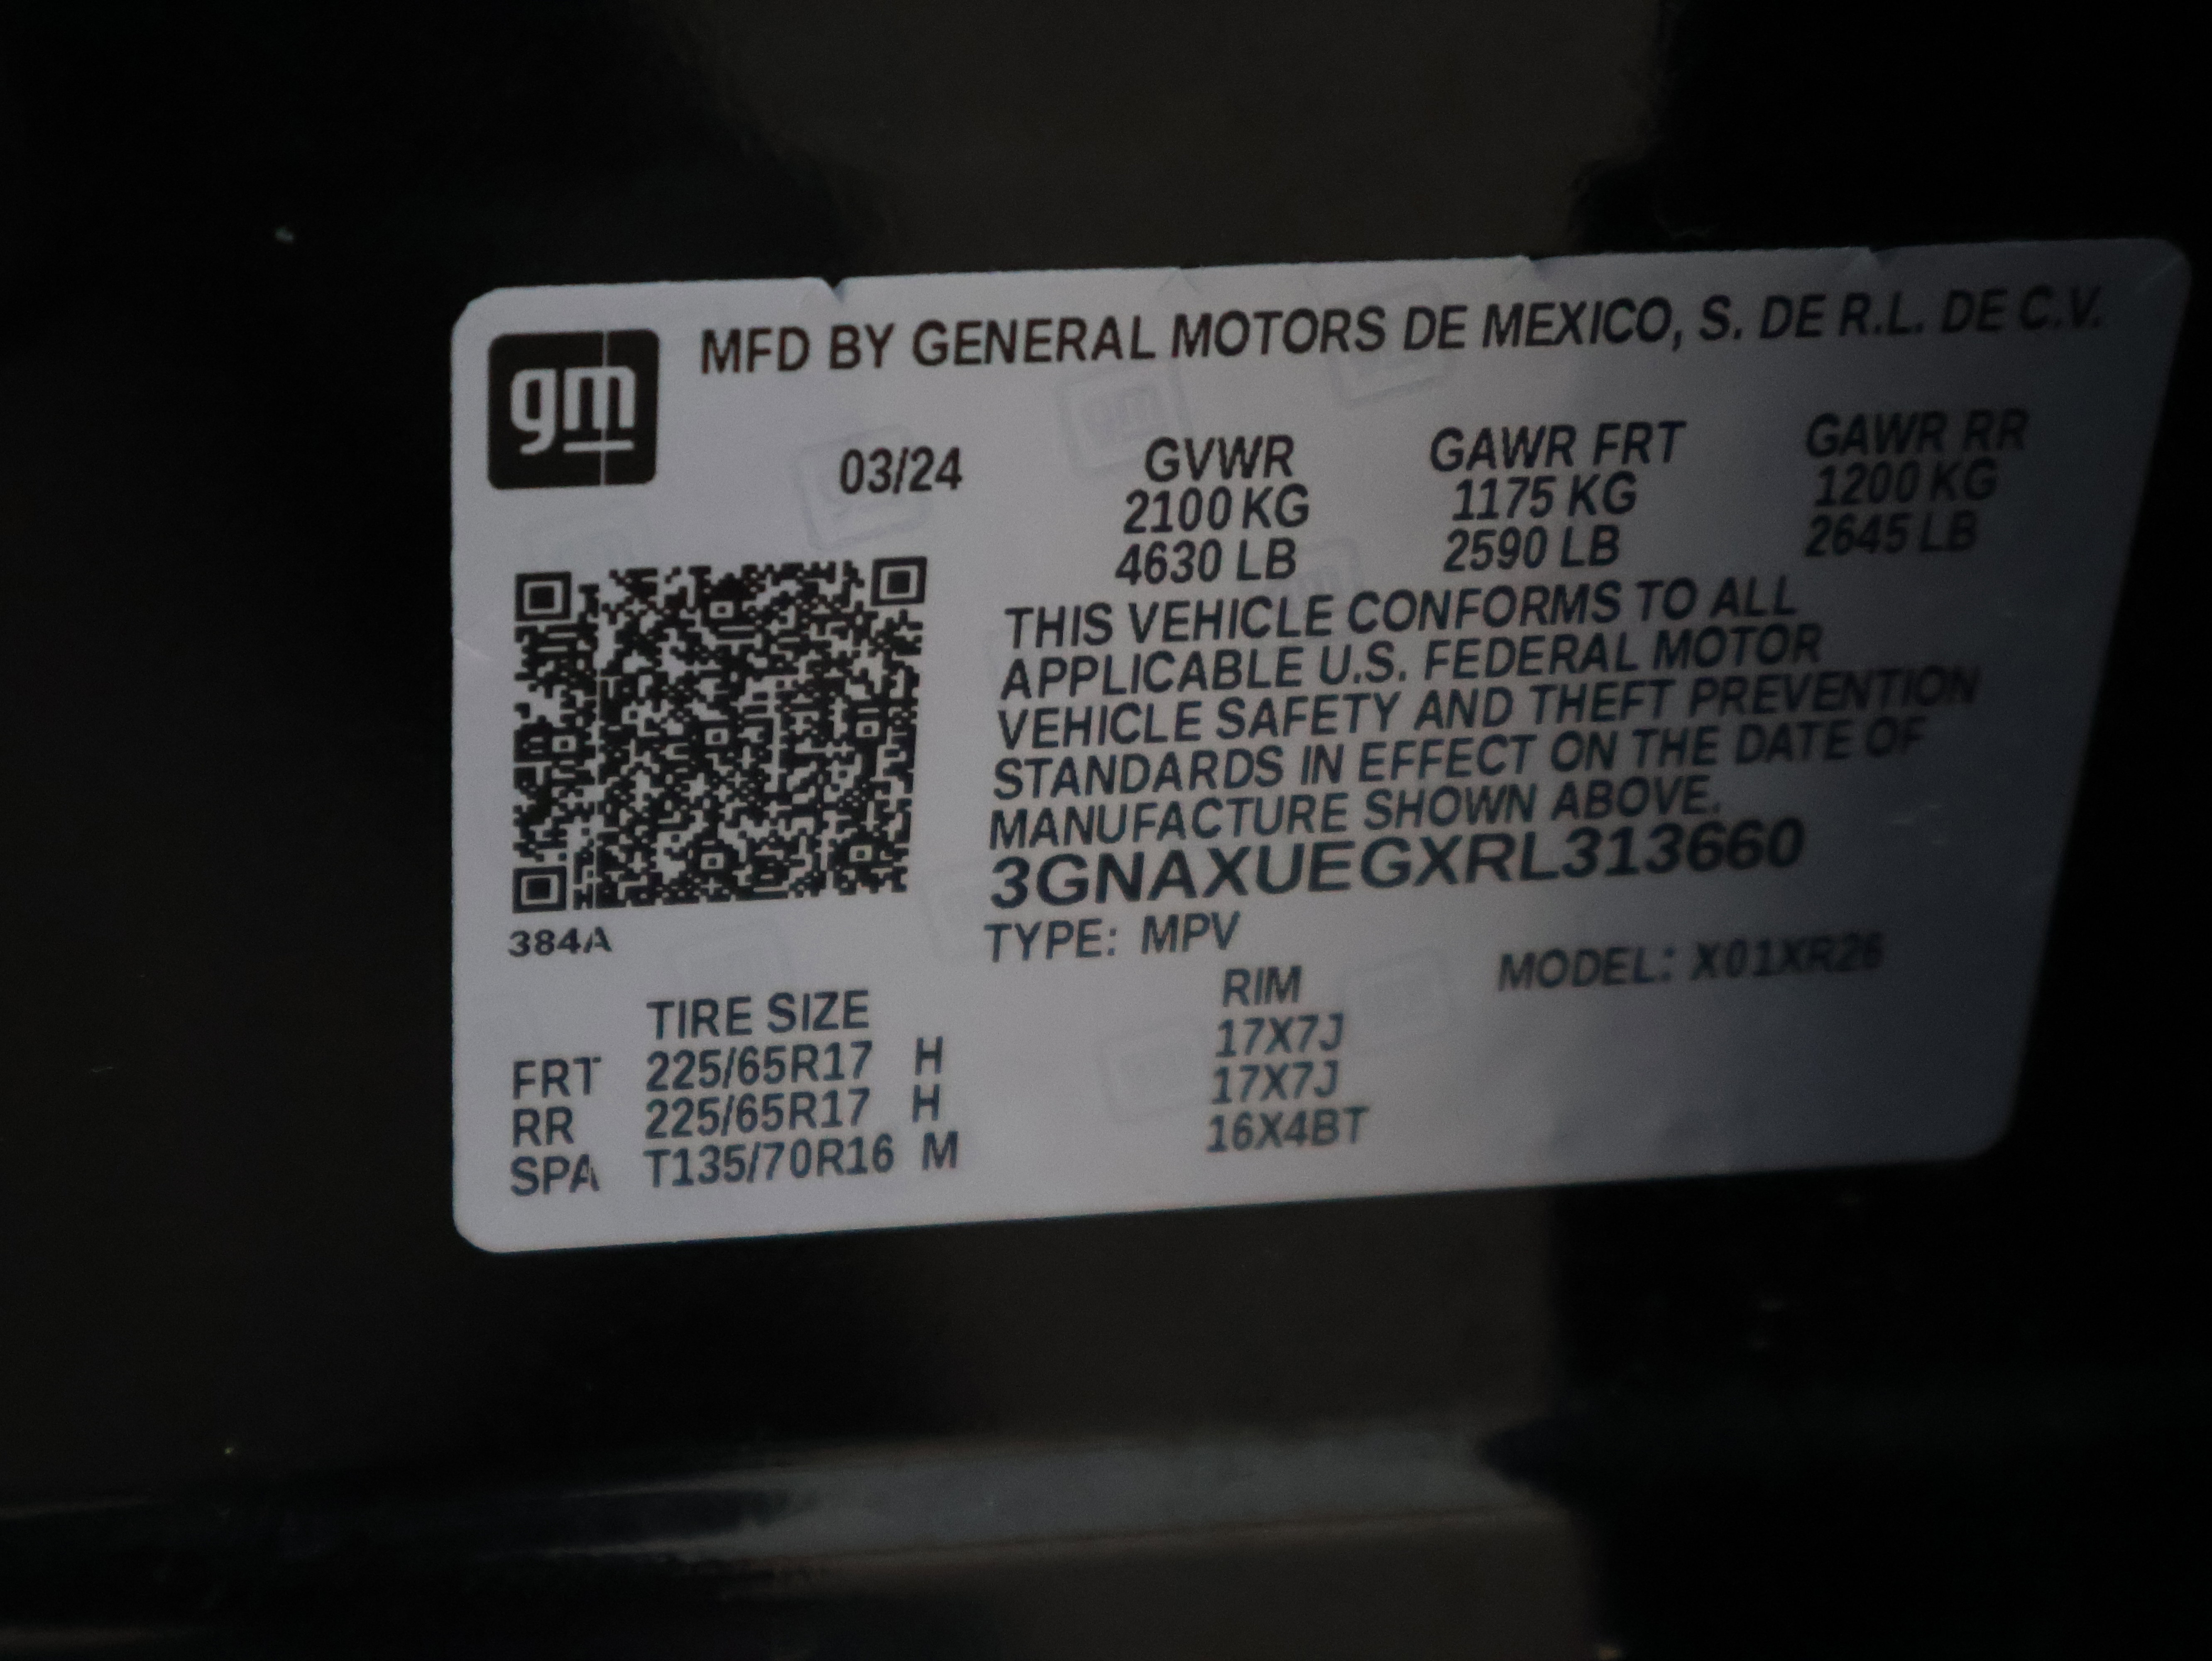 gm
MFD BY GENERAL MOTORS DE MEXICO, S. DE R.L. DE C.V.
03/24 GVWR GAWR FRT GAWR RR
2100 KG 1175 KG 1200 KG
4630 LB 2590 LB 2645 LB
THIS VEHICLE CONFORMS TO ALL
APPLICABLE U.S. FEDERAL MOTOR
VEHICLE SAFETY AND THEFT PREVENTION
STANDARDS IN EFFECT ON THE DATE OF
MANUFACTURE SHOWN ABOVE.
3GNAXUEGXRL313660
384A
TYPE: MPV MODEL: X01XR26
TIRE SIZE RIM
FRT 225/65R17 H 17X7J
RR 225/65R17 H 17X7J
SPA T135/70R16 M 16X4BT